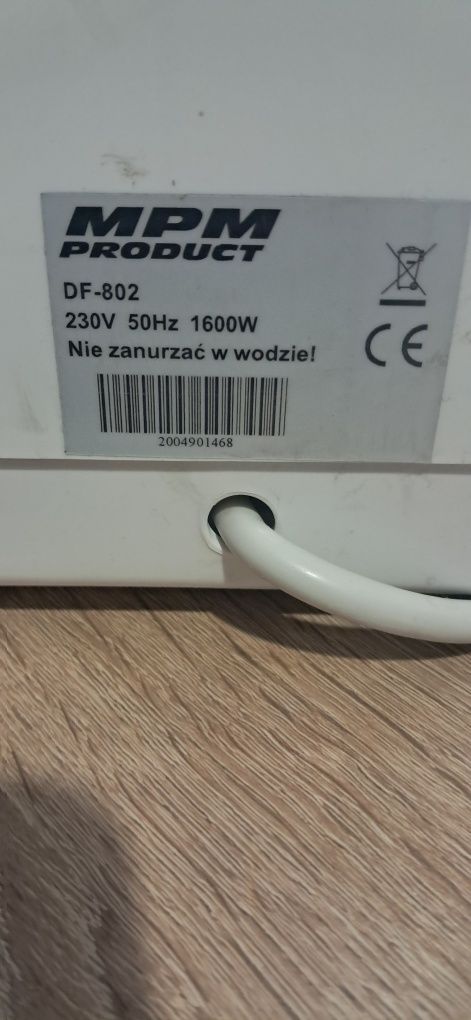 MPM
PRODUCT
DF-802
230V 50Hz 1600W
Nie zanurzać w wodzie!
CE
2004901468